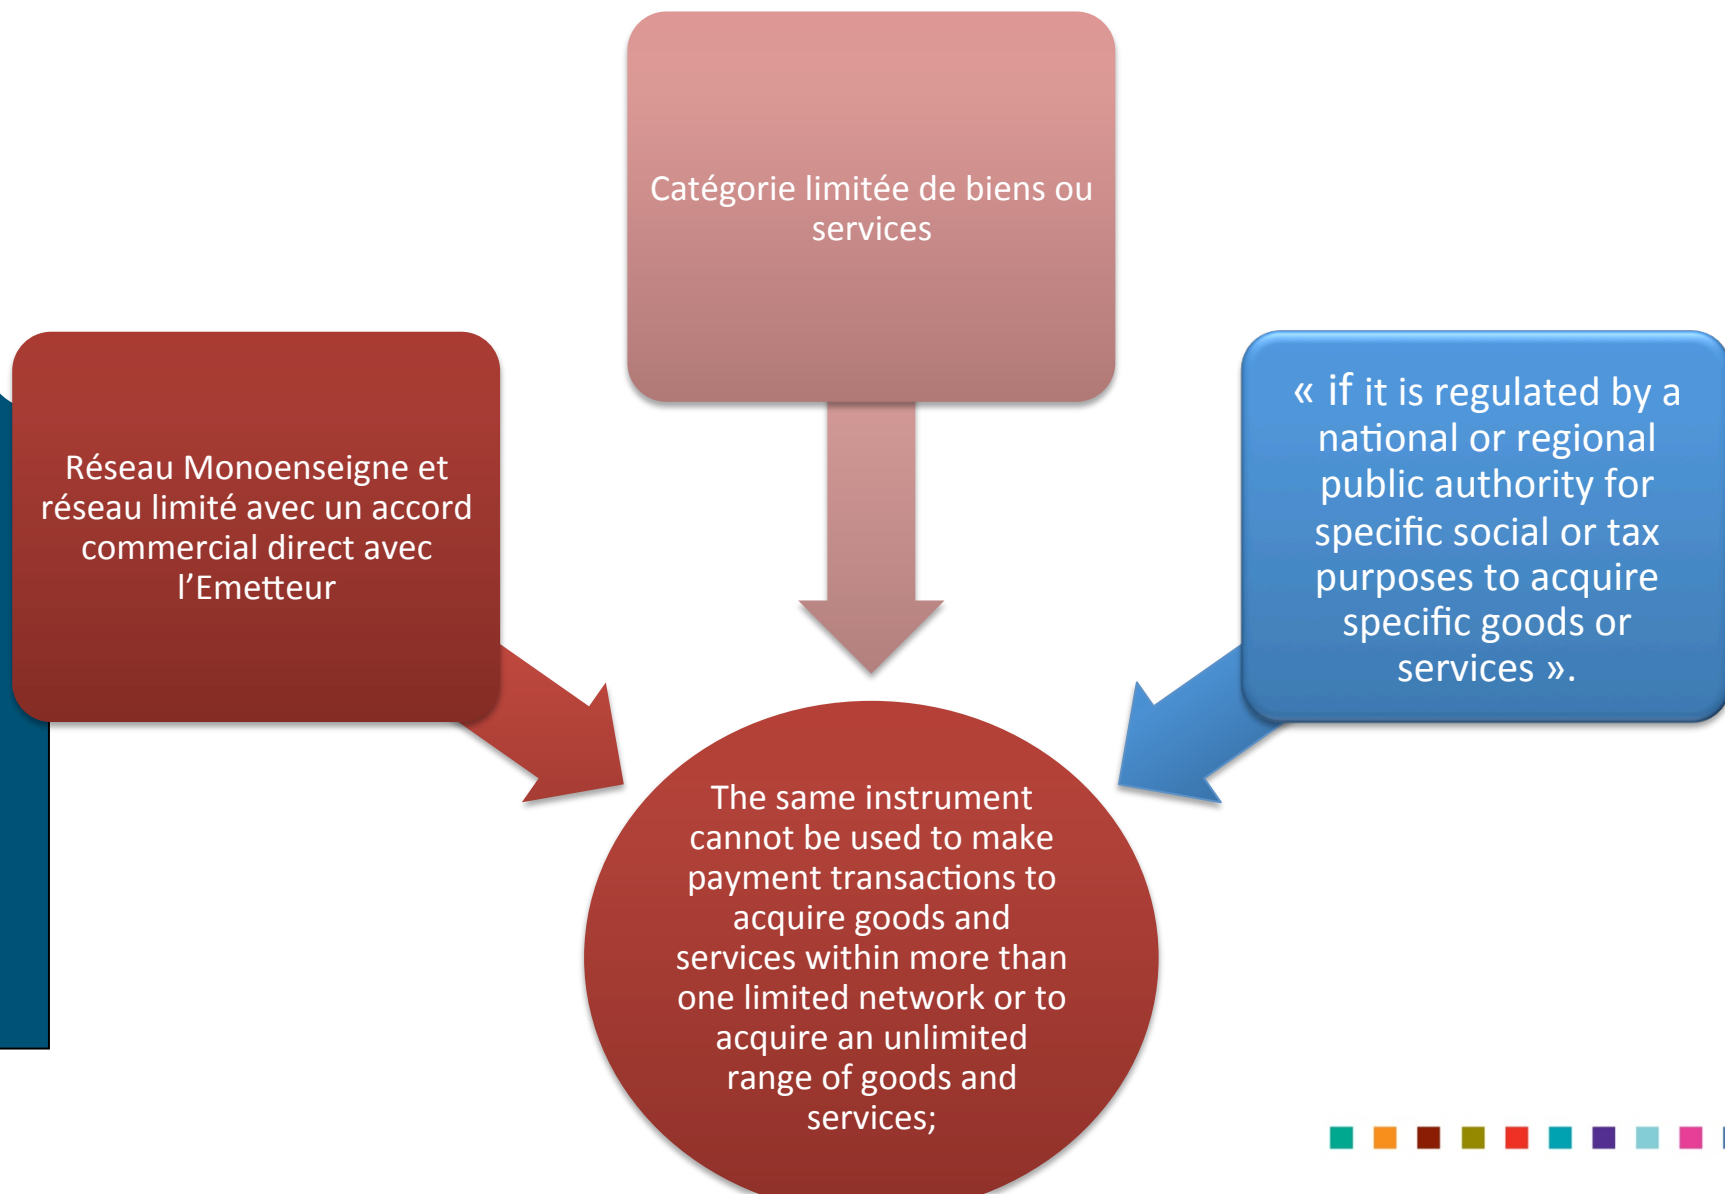 Catégorie limitée de biens ou
services
Réseau Monoenseigne et
réseau limité avec un accord
commercial direct avec
l’Emetteur
« if it is regulated by a
national or regional
public authority for
specific social or tax
purposes to acquire
specific goods or
services ».
The same instrument
cannot be used to make
payment transactions to
acquire goods and
services within more than
one limited network or to
acquire an unlimited
range of goods and
services;